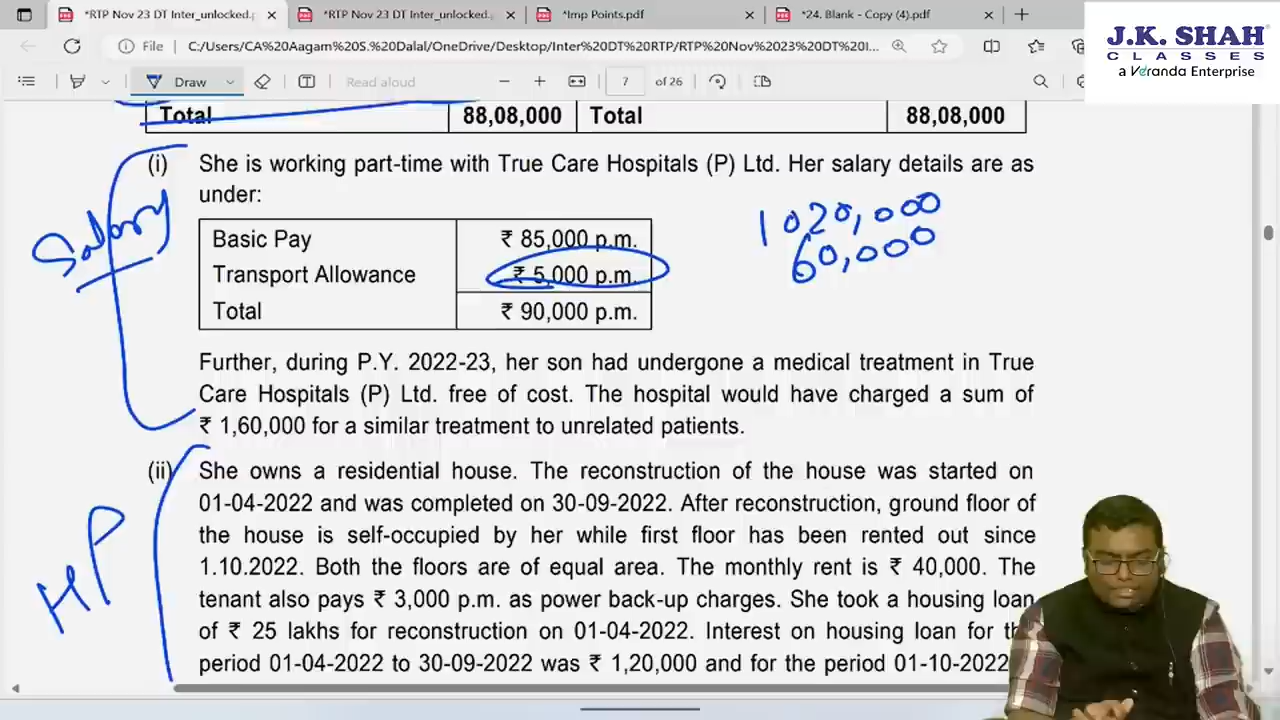 *RTP Nov 23 DT Inter_unlocked.
*RTP Nov 23 DT Inter_unlocked.
*Imp Points.pdf
*24. Blank - Copy (4).pdf
File
C:/Users/CA%20Aagam%20S.%20Dalal/OneDrive/Desktop/Inter%20DT%20RTP/RTP%20Nov%2023%20DT%20I...
J.K. SHAH®
CLASSES
a Veranda Enterprise
Draw
Read aloud
7 of 26
Total 88,08,000 Total 88,08,000
(i) She is working part-time with True Care Hospitals (P) Ltd. Her salary details are as
under:
Salary
Basic Pay ₹ 85,000 p.m.
Transport Allowance ₹ 5,000 p.m.
Total ₹ 90,000 p.m.
1020,000
60,000
Further, during P.Y. 2022-23, her son had undergone a medical treatment in True
Care Hospitals (P) Ltd. free of cost. The hospital would have charged a sum of
₹ 1,60,000 for a similar treatment to unrelated patients.
HP
(ii) She owns a residential house. The reconstruction of the house was started on
01-04-2022 and was completed on 30-09-2022. After reconstruction, ground floor of
the house is self-occupied by her while first floor has been rented out since
1.10.2022. Both the floors are of equal area. The monthly rent is ₹ 40,000. The
tenant also pays ₹ 3,000 p.m. as power back-up charges. She took a housing loan
of ₹ 25 lakhs for reconstruction on 01-04-2022. Interest on housing loan for
period 01-04-2022 to 30-09-2022 was ₹ 1,20,000 and for the period 01-10-2022